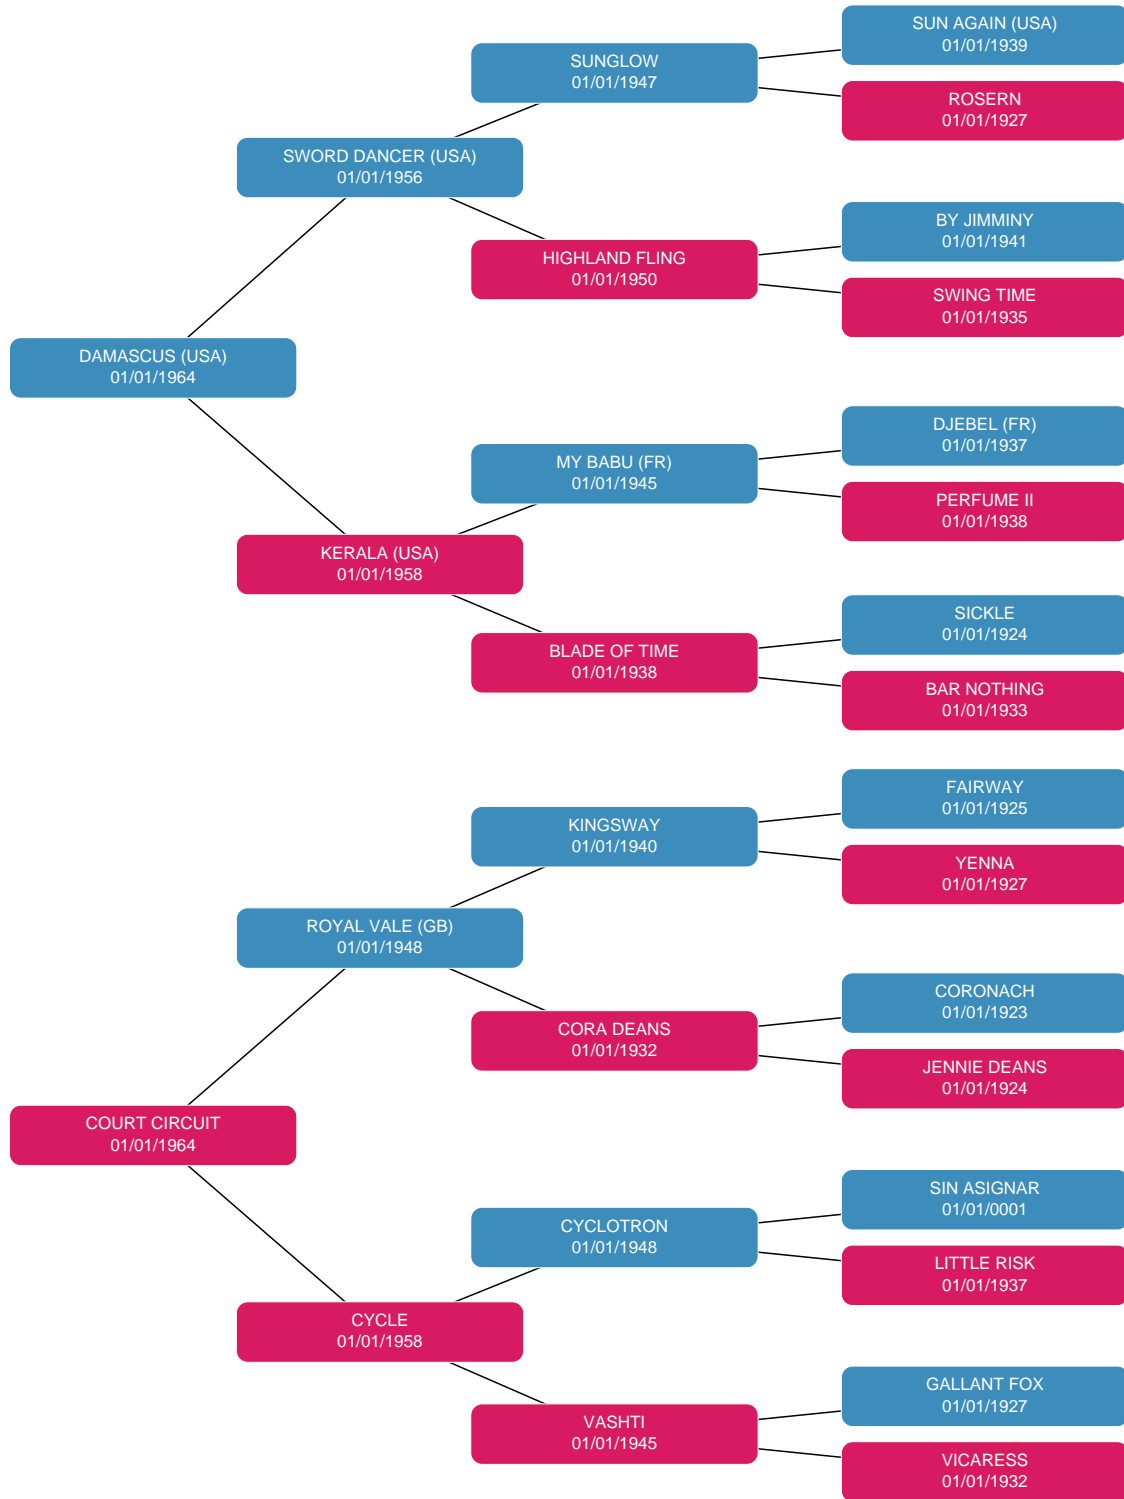 SUN AGAIN (USA)
01/01/1939
SUNGLOW
01/01/1947
ROSERN
01/01/1927
SWORD DANCER (USA)
01/01/1956
BY JIMMINY
01/01/1941
HIGHLAND FLING
01/01/1950
SWING TIME
01/01/1935
DAMASCUS (USA)
01/01/1964
DJEBEL (FR)
01/01/1937
MY BABU (FR)
01/01/1945
PERFUME II
01/01/1938
KERALA (USA)
01/01/1958
SICKLE
01/01/1924
BLADE OF TIME
01/01/1938
BAR NOTHING
01/01/1933
FAIRWAY
01/01/1925
KINGSWAY
01/01/1940
YENNA
01/01/1927
ROYAL VALE (GB)
01/01/1948
CORONACH
01/01/1923
CORA DEANS
01/01/1932
JENNIE DEANS
01/01/1924
COURT CIRCUIT
01/01/1964
SIN ASIGNAR
01/01/0001
CYCLOTRON
01/01/1948
LITTLE RISK
01/01/1937
CYCLE
01/01/1958
GALLANT FOX
01/01/1927
VASHTI
01/01/1945
VICARESS
01/01/1932